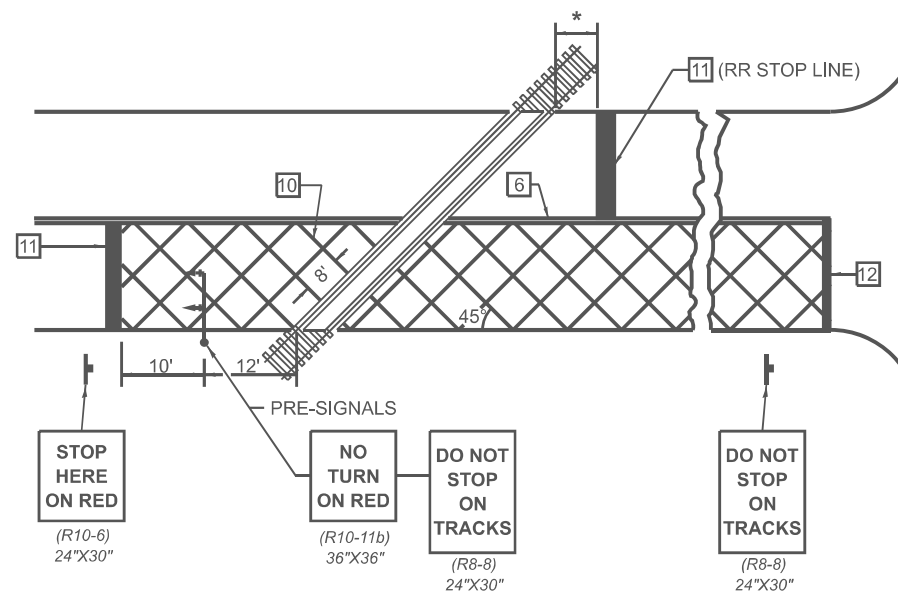 *
11 (RR STOP LINE)
10
6
11
8'
12
45°
10'
12'
PRE-SIGNALS
STOP
HERE
ON RED
(R10-6)
24"X30"
NO
TURN
ON RED
(R10-11b)
36"X36"
DO NOT
STOP
ON
TRACKS
(R8-8)
24"X30"
DO NOT
STOP
ON
TRACKS
(R8-8)
24"X30"